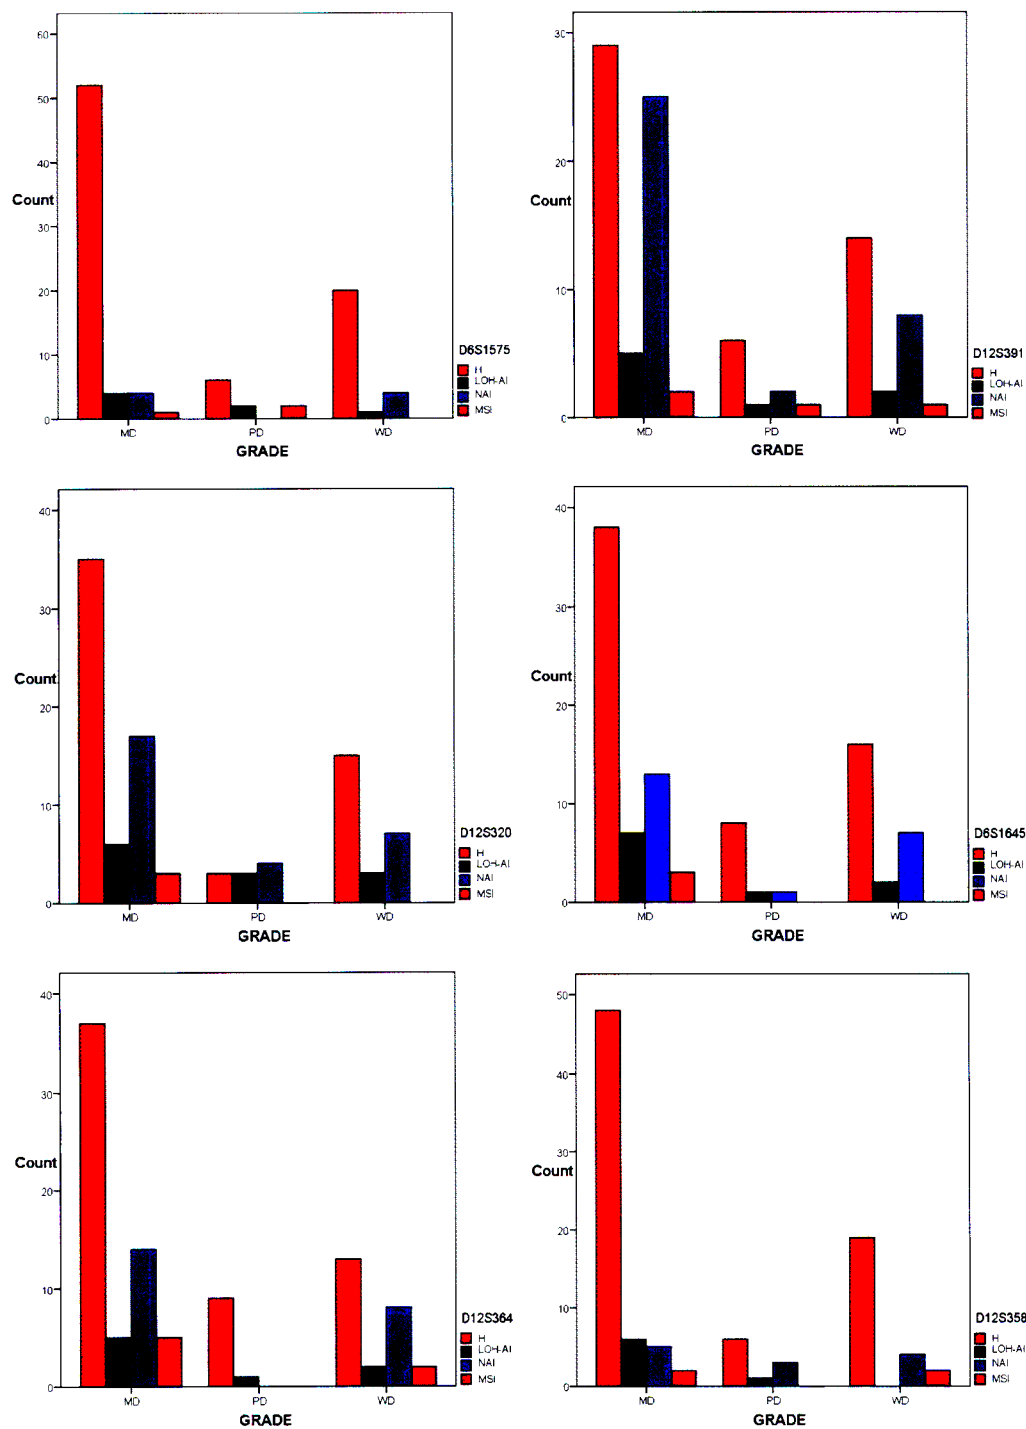 60
50
40
Count
30
20
10
0
MD PD WD
GRADE
D6S1575
H
LOH-AI
NAI
MSI
30
20
Count
10
0
MD PD WD
GRADE
D12S391
H
LOH-AI
NAI
MSI
40
30
Count
20
10
0
MD PD WD
GRADE
D12S320
H
LOH-AI
NAI
MSI
40
30
Count
20
10
0
MD PD WD
GRADE
D6S1645
H
LOH-AI
NAI
MSI
40
30
Count
20
10
0
MD PD WD
GRADE
D12S364
H
LOH-AI
NAI
MSI
50
40
30
Count
20
10
0
MD PD WD
GRADE
D12S358
H
LOH-AI
NAI
MSI